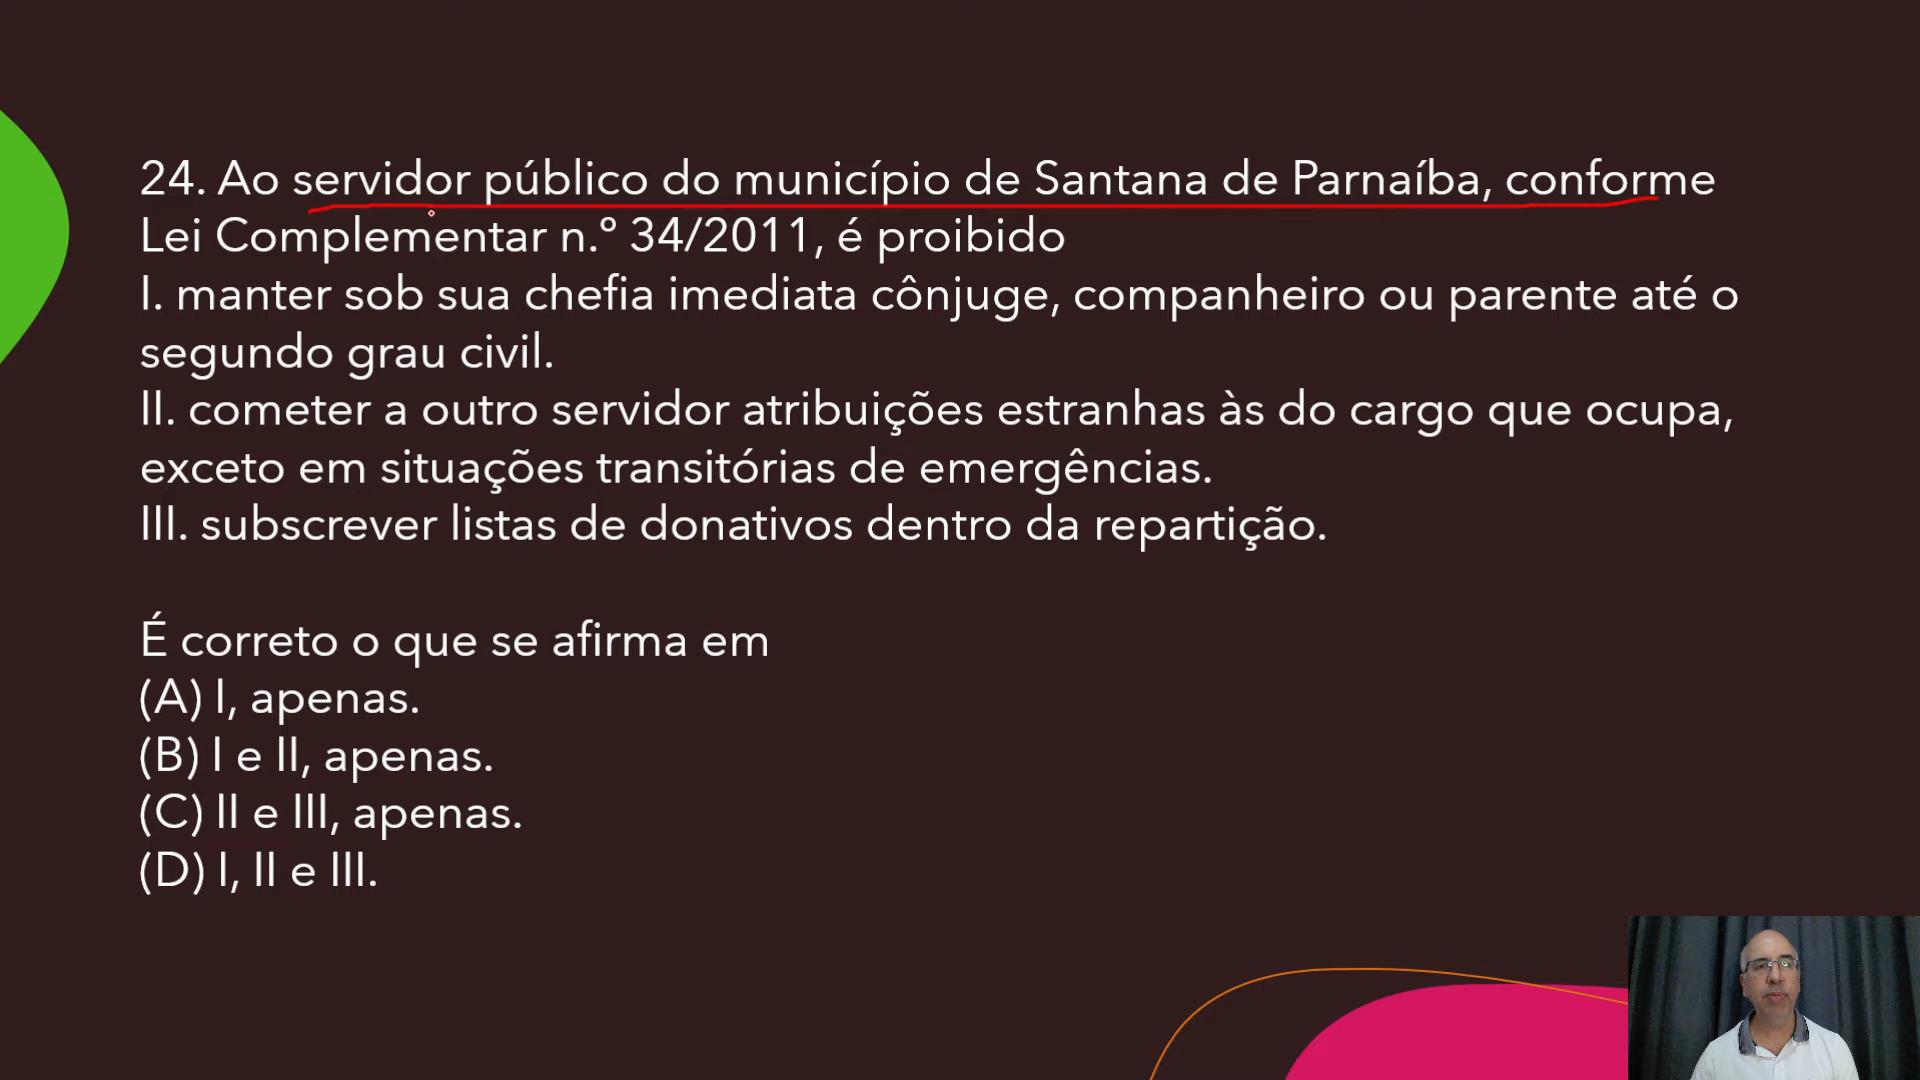 24. Ao servidor público do município de Santana de Parnaíba, conforme
Lei Complementar n.º 34/2011, é proibido
I. manter sob sua chefia imediata cônjuge, companheiro ou parente até o
segundo grau civil.
II. cometer a outro servidor atribuições estranhas às do cargo que ocupa,
exceto em situações transitórias de emergências.
III. subscrever listas de donativos dentro da repartição.
É correto o que se afirma em
(A) I, apenas.
(B) I e II, apenas.
(C) II e III, apenas.
(D) I, II e III.